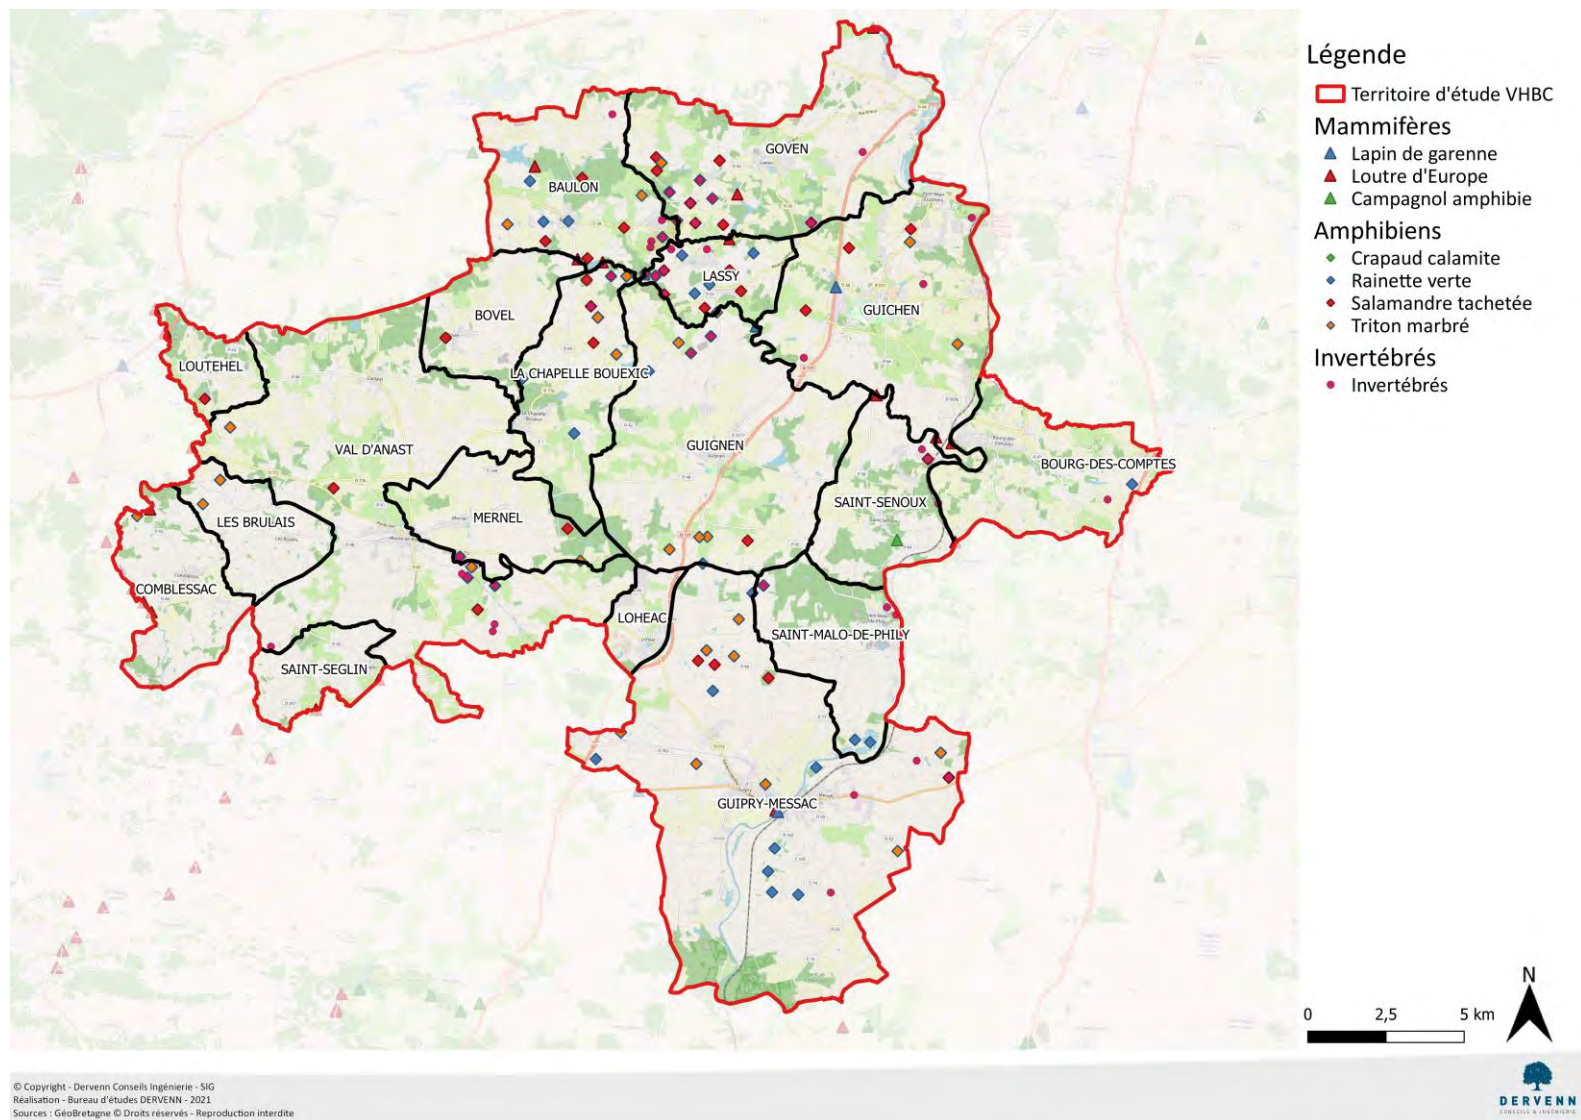 GOVEN
BAULON
LASSY
BOVEL
GUICHEN
LOUTEHEL
LA CHAPELLE BOUEXIC
GUIGNEN
VAL D'ANAST
BOURG-DES-COMPTES
SAINT-SENOUX
LES BRULAIS
MERNEL
COMBLESSAC
LOHEAC
SAINT-MALO-DE-PHILY
SAINT-SEGLIN
GUIPRY-MESSAC
Légende
Territoire d'étude VHBC
Mammifères
Lapin de garenne
Loutre d'Europe
Campagnol amphibie
Amphibiens
Crapaud calamite
Rainette verte
Salamandre tachetée
Triton marbré
Invertébrés
Invertébrés
N
0 2,5 5 km
© Copyright - Dervenn Conseils Ingénierie - SIG
Réalisation - Bureau d'études DERVENN - 2021
Sources : GéoBretagne © Droits réservés - Reproduction interdite
DERVENN
CONSEILS & INGÉNIERIE